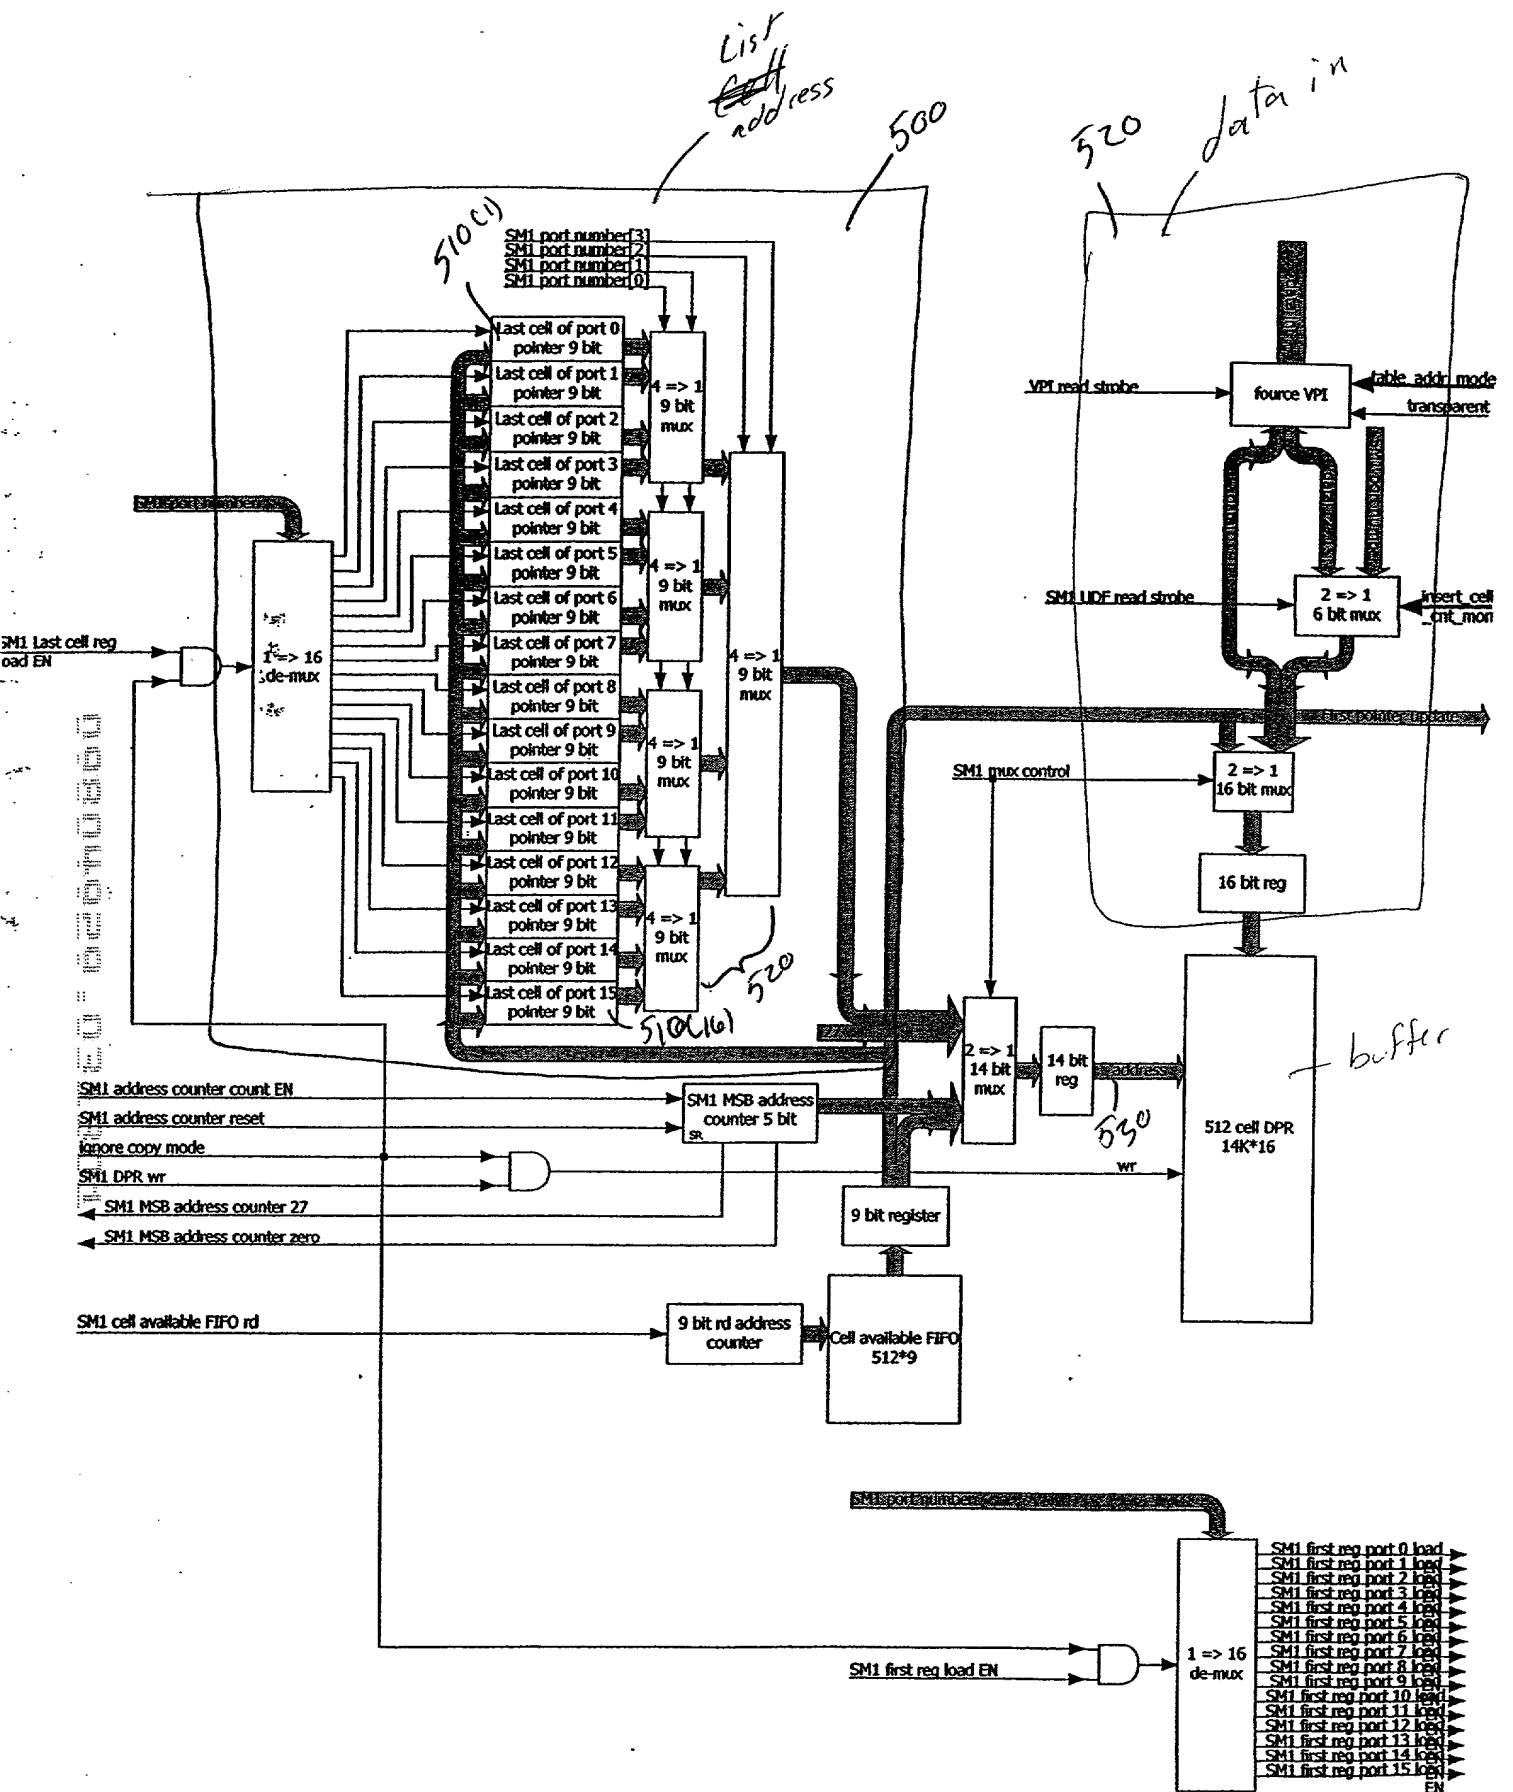 List
address
500
520
data in
510(1)
SM1 port number[3]
SM1 port number[2]
SM1 port number[1]
SM1 port number[0]
Last cell of port 0
pointer 9 bit
Last cell of port 1
pointer 9 bit
Last cell of port 2
pointer 9 bit
Last cell of port 3
pointer 9 bit
Last cell of port 4
pointer 9 bit
Last cell of port 5
pointer 9 bit
Last cell of port 6
pointer 9 bit
Last cell of port 7
pointer 9 bit
Last cell of port 8
pointer 9 bit
Last cell of port 9
pointer 9 bit
Last cell of port 10
pointer 9 bit
Last cell of port 11
pointer 9 bit
Last cell of port 12
pointer 9 bit
Last cell of port 13
pointer 9 bit
Last cell of port 14
pointer 9 bit
Last cell of port 15
pointer 9 bit
4 => 1
9 bit
mux
4 => 1
9 bit
mux
4 => 1
9 bit
mux
4 => 1
9 bit
mux
4 => 1
9 bit
mux
520
510(16)
SM1 port number
SM1 Last cell reg
oad EN
1 => 16
de-mux
VPI read strobe
fource VPI
table_addr_mode
transparent
SM1 UDF read strobe
2 => 1
6 bit mux
insert_cell
_cnt_mon
First pointer update
SM1 mux control
2 => 1
16 bit mux
16 bit reg
2 => 1
14 bit
mux
14 bit
reg
address
530
buffer
512 cell DPR
14K*16
SM1 address counter count EN
SM1 address counter reset
SM1 MSB address
counter 5 bit
SR
ignore copy mode
SM1 DPR wr
wr
SM1 MSB address counter 27
SM1 MSB address counter zero
9 bit register
SM1 cell available FIFO rd
9 bit rd address
counter
Cell available FIFO
512*9
SM1 port number
SM1 first reg load EN
1 => 16
de-mux
SM1 first reg port 0 load
SM1 first reg port 1 load
SM1 first reg port 2 load
SM1 first reg port 3 load
SM1 first reg port 4 load
SM1 first reg port 5 load
SM1 first reg port 6 load
SM1 first reg port 7 load
SM1 first reg port 8 load
SM1 first reg port 9 load
SM1 first reg port 10 load
SM1 first reg port 11 load
SM1 first reg port 12 load
SM1 first reg port 13 load
SM1 first reg port 14 load
SM1 first reg port 15 load
EN